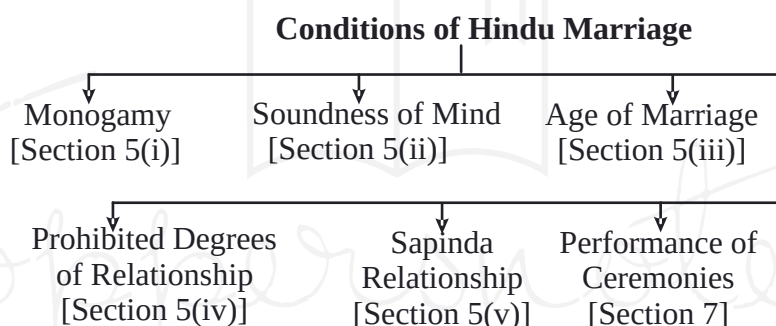 Conditions of Hindu Marriage
Monogamy
[Section 5(i)]
Soundness of Mind
[Section 5(ii)]
Age of Marriage
[Section 5(iii)]
Prohibited Degrees
of Relationship
[Section 5(iv)]
Sapinda
Relationship
[Section 5(v)]
Performance of
Ceremonies
[Section 7]